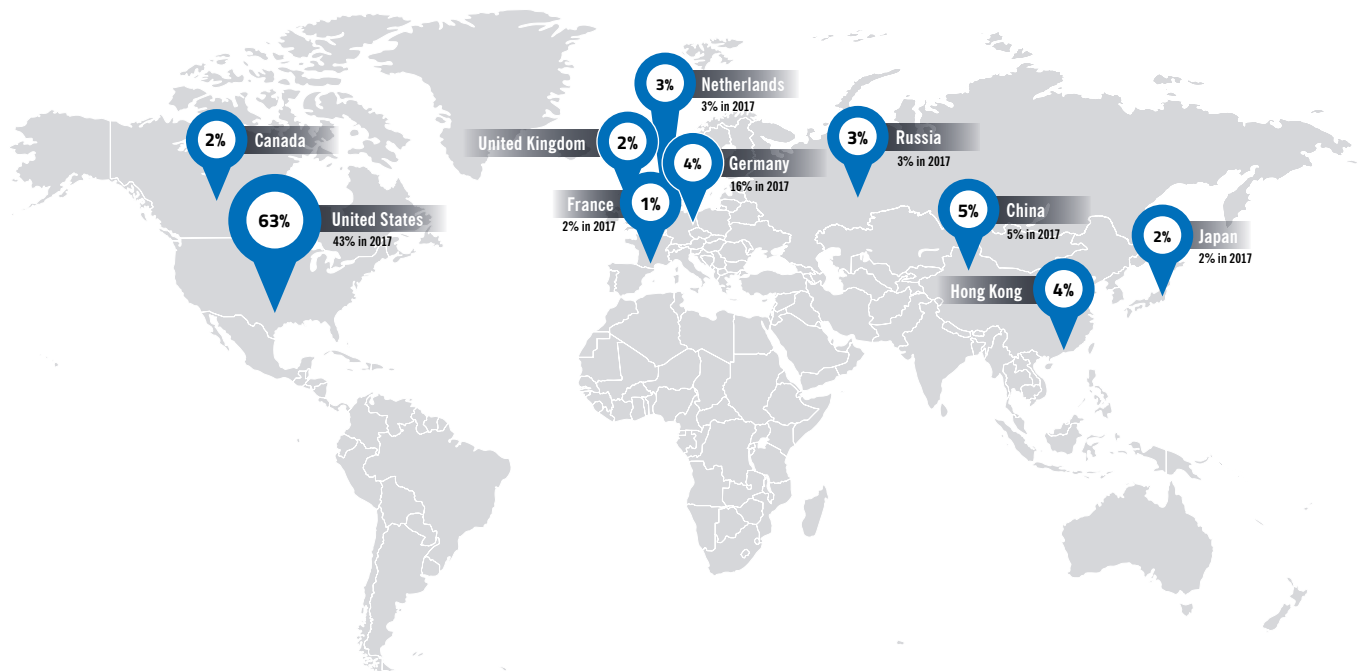 3%
Netherlands
3% in 2017
2%
Canada
United Kingdom
2%
3%
Russia
3% in 2017
4%
Germany
16% in 2017
63%
United States
43% in 2017
France
1%
2% in 2017
5%
China
5% in 2017
2%
Japan
2% in 2017
Hong Kong
4%